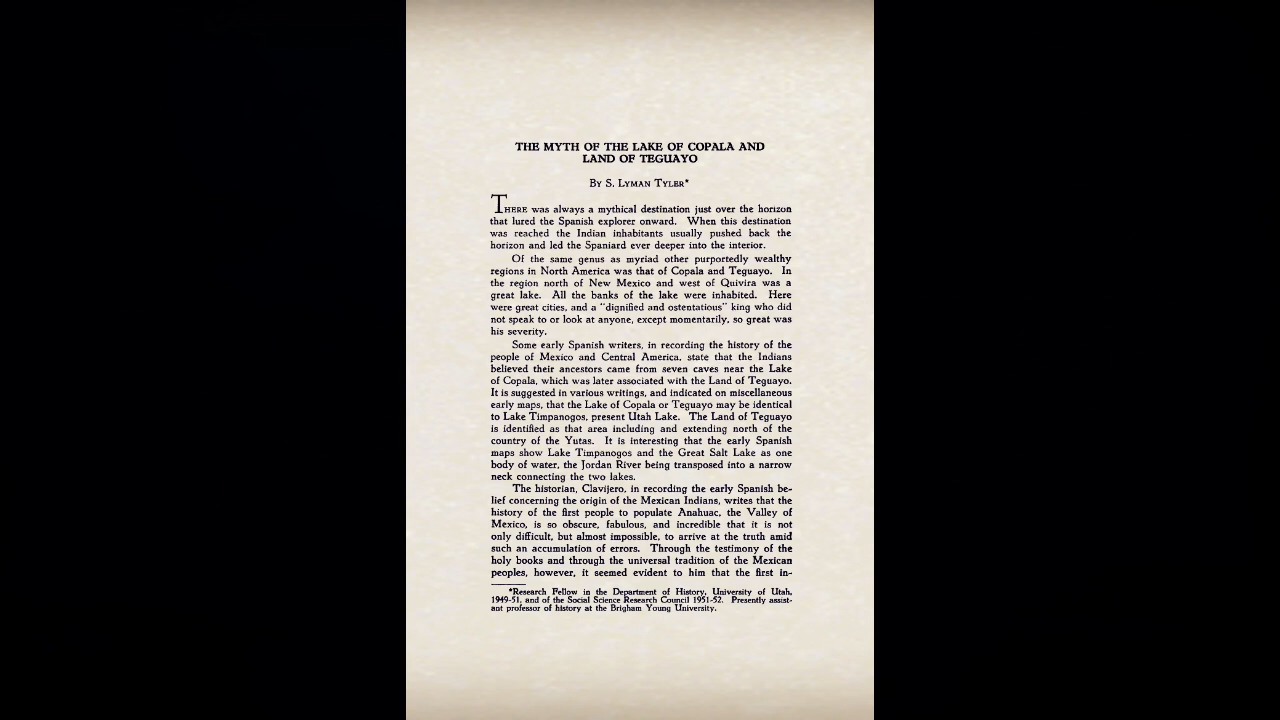 THE MYTH OF THE LAKE OF COPALA AND
LAND OF TEGUAYO
By S. Lyman Tyler*
There was always a mythical destination just over the horizon
that lured the Spanish explorer onward. When this destination
was reached the Indian inhabitants usually pushed back the
horizon and led the Spaniard ever deeper into the interior.
Of the same genus as myriad other purportedly wealthy
regions in North America was that of Copala and Teguayo. In
the region north of New Mexico and west of Quivira was a
great lake. All the banks of the lake were inhabited. Here
were great cities, and a "dignified and ostentatious" king who did
not speak to or look at anyone, except momentarily, so great was
his severity.
Some early Spanish writers, in recording the history of the
people of Mexico and Central America, state that the Indians
believed their ancestors came from seven caves near the Lake
of Copala, which was later associated with the Land of Teguayo.
It is suggested in various writings, and indicated on miscellaneous
early maps, that the Lake of Copala or Teguayo may be identical
to Lake Timpanogos, present Utah Lake. The Land of Teguayo
is identified as that area including and extending north of the
country of the Yutas. It is interesting that the early Spanish
maps show Lake Timpanogos and the Great Salt Lake as one
body of water, the Jordan River being transposed into a narrow
neck connecting the two lakes.
The historian, Clavijero, in recording the early Spanish be-
lief concerning the origin of the Mexican Indians, writes that the
history of the first people to populate Anahuac, the Valley of
Mexico, is so obscure, fabulous, and incredible that it is not
only difficult, but almost impossible, to arrive at the truth amid
such an accumulation of errors. Through the testimony of the
holy books and through the universal tradition of the Mexican
peoples, however, it seemed evident to him that the first in-
*Research Fellow in the Department of History, University of Utah,
1949-51, and of the Social Science Research Council 1951-52. Presently assist-
ant professor of history at the Brigham Young University.